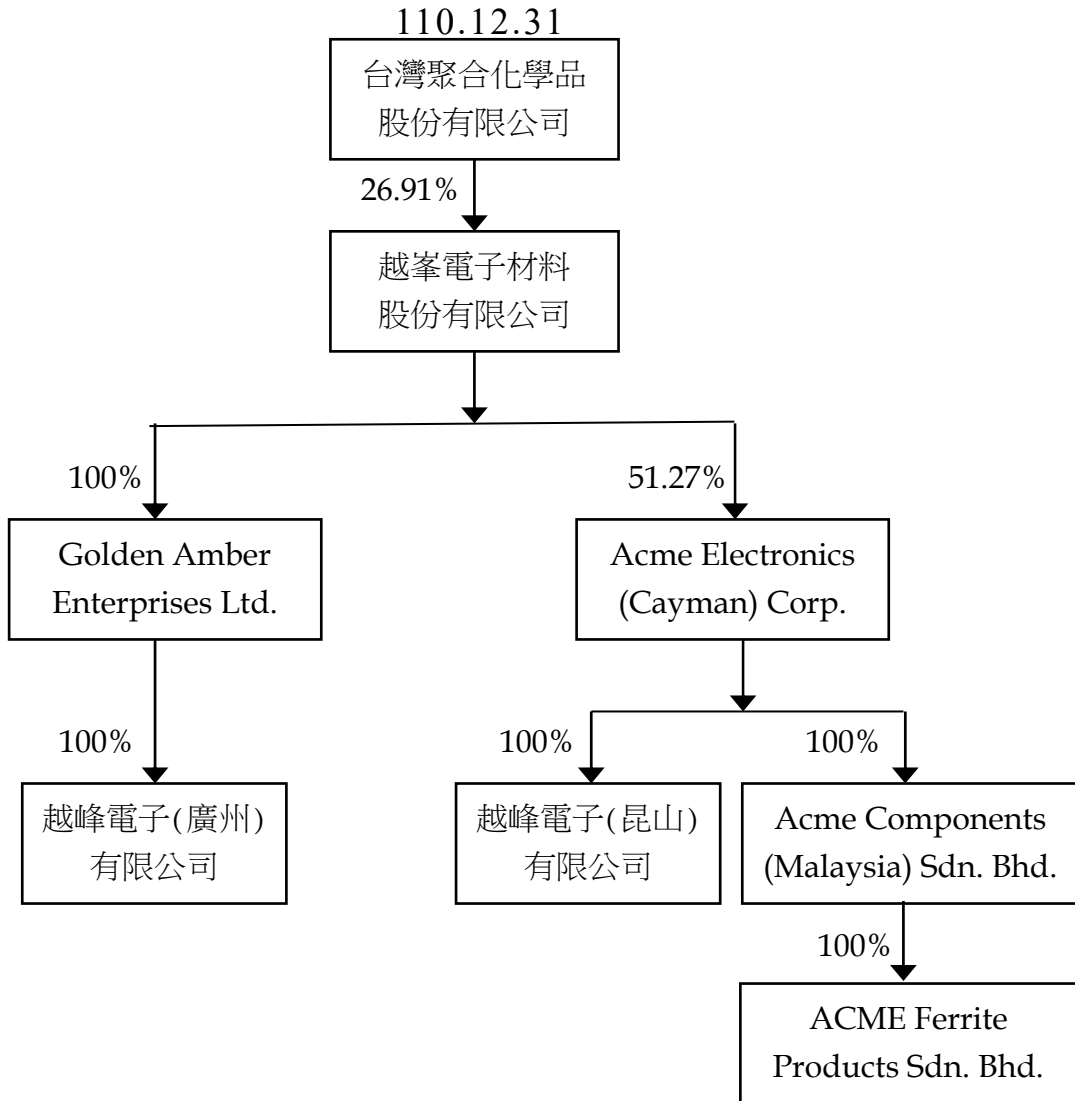 110.12.31
台灣聚合化學品
股份有限公司
26.91%
越峯電子材料
股份有限公司
100%
51.27%
Golden Amber
Enterprises Ltd.
Acme Electronics
(Cayman) Corp.
100%
100%
100%
越峰電子(廣州)
有限公司
越峰電子(昆山)
有限公司
Acme Components
(Malaysia) Sdn. Bhd.
100%
ACME Ferrite
Products Sdn. Bhd.